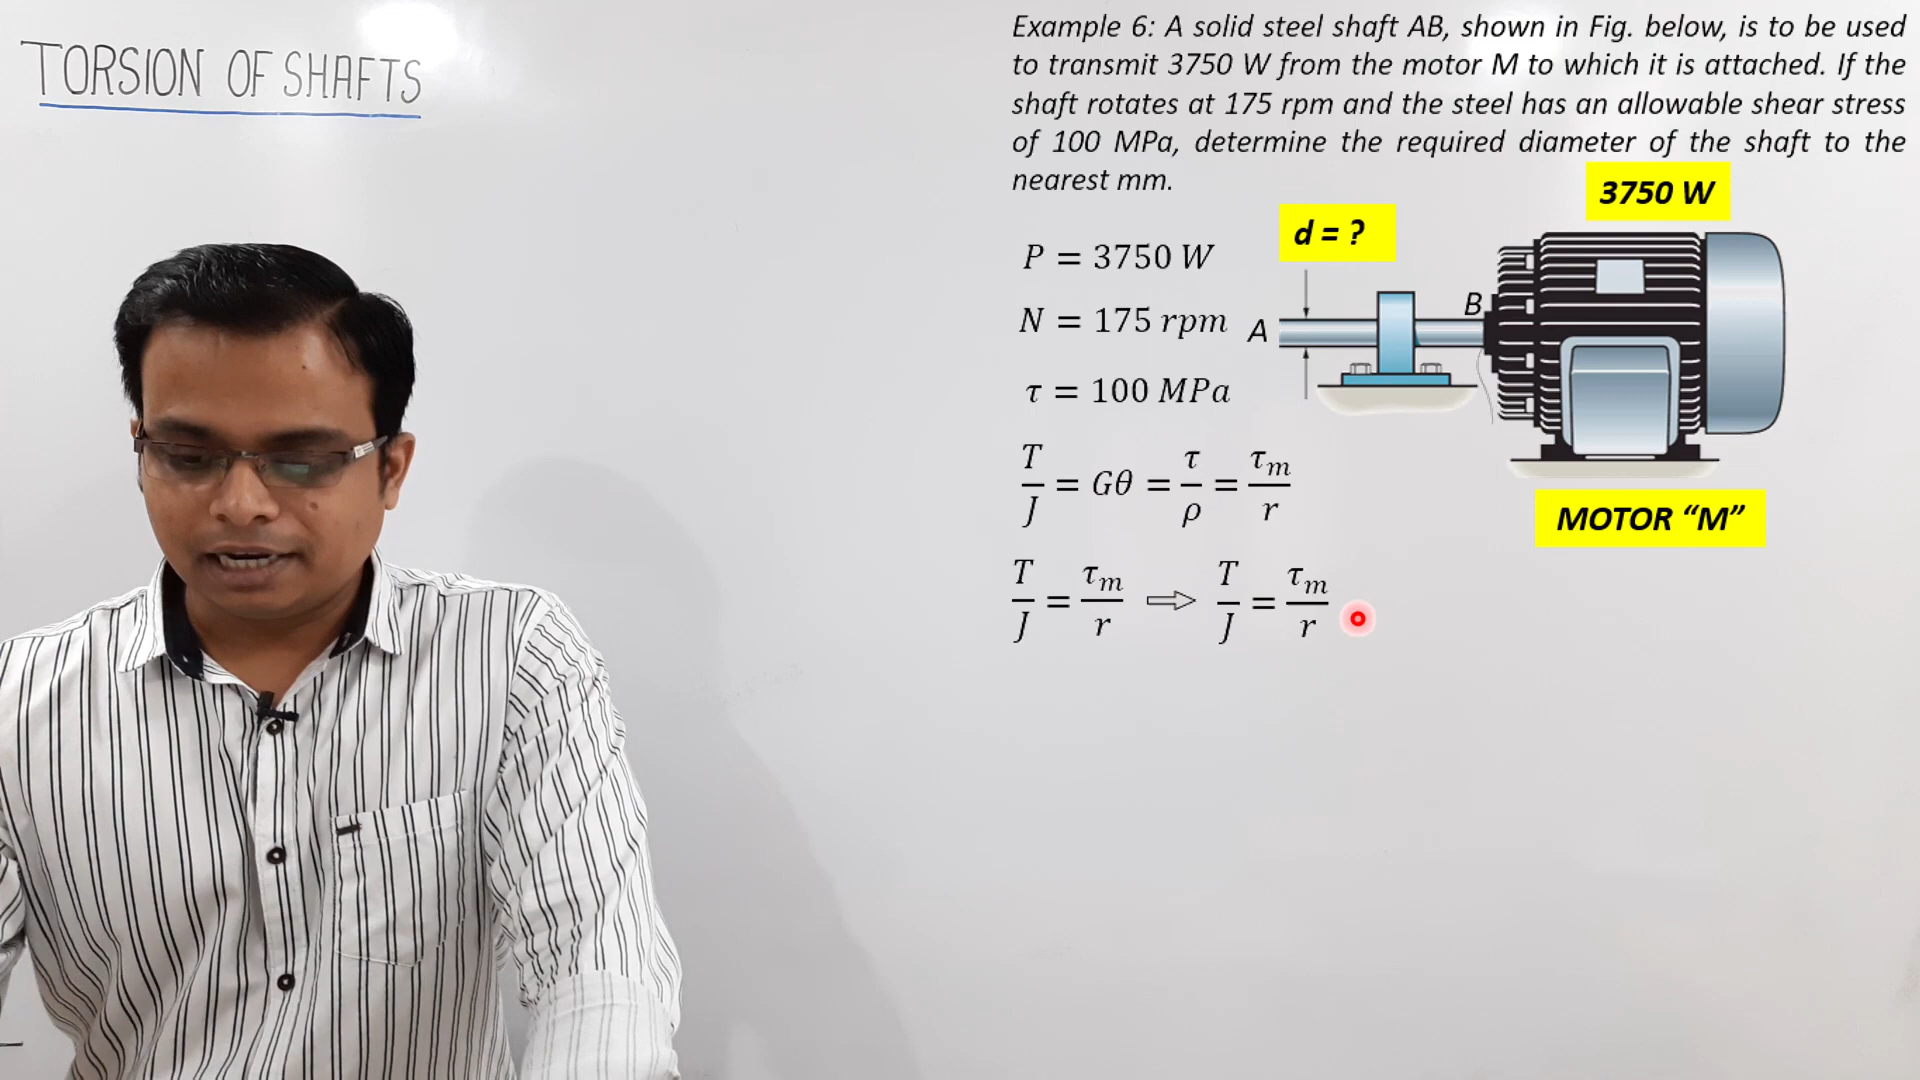 TORSION OF SHAFTS
Example 6: A solid steel shaft AB, shown in Fig. below, is to be used
to transmit 3750 W from the motor M to which it is attached. If the
shaft rotates at 175 rpm and the steel has an allowable shear stress
of 100 MPa, determine the required diameter of the shaft to the
nearest mm.
3750 W
d = ?
P = 3750 W
N = 175 rpm
A
B
τ = 100 MPa
T/J = Gθ = τ/ρ = τm/r
MOTOR “M”
T/J = τm/r ⇒ T/J = τm/r